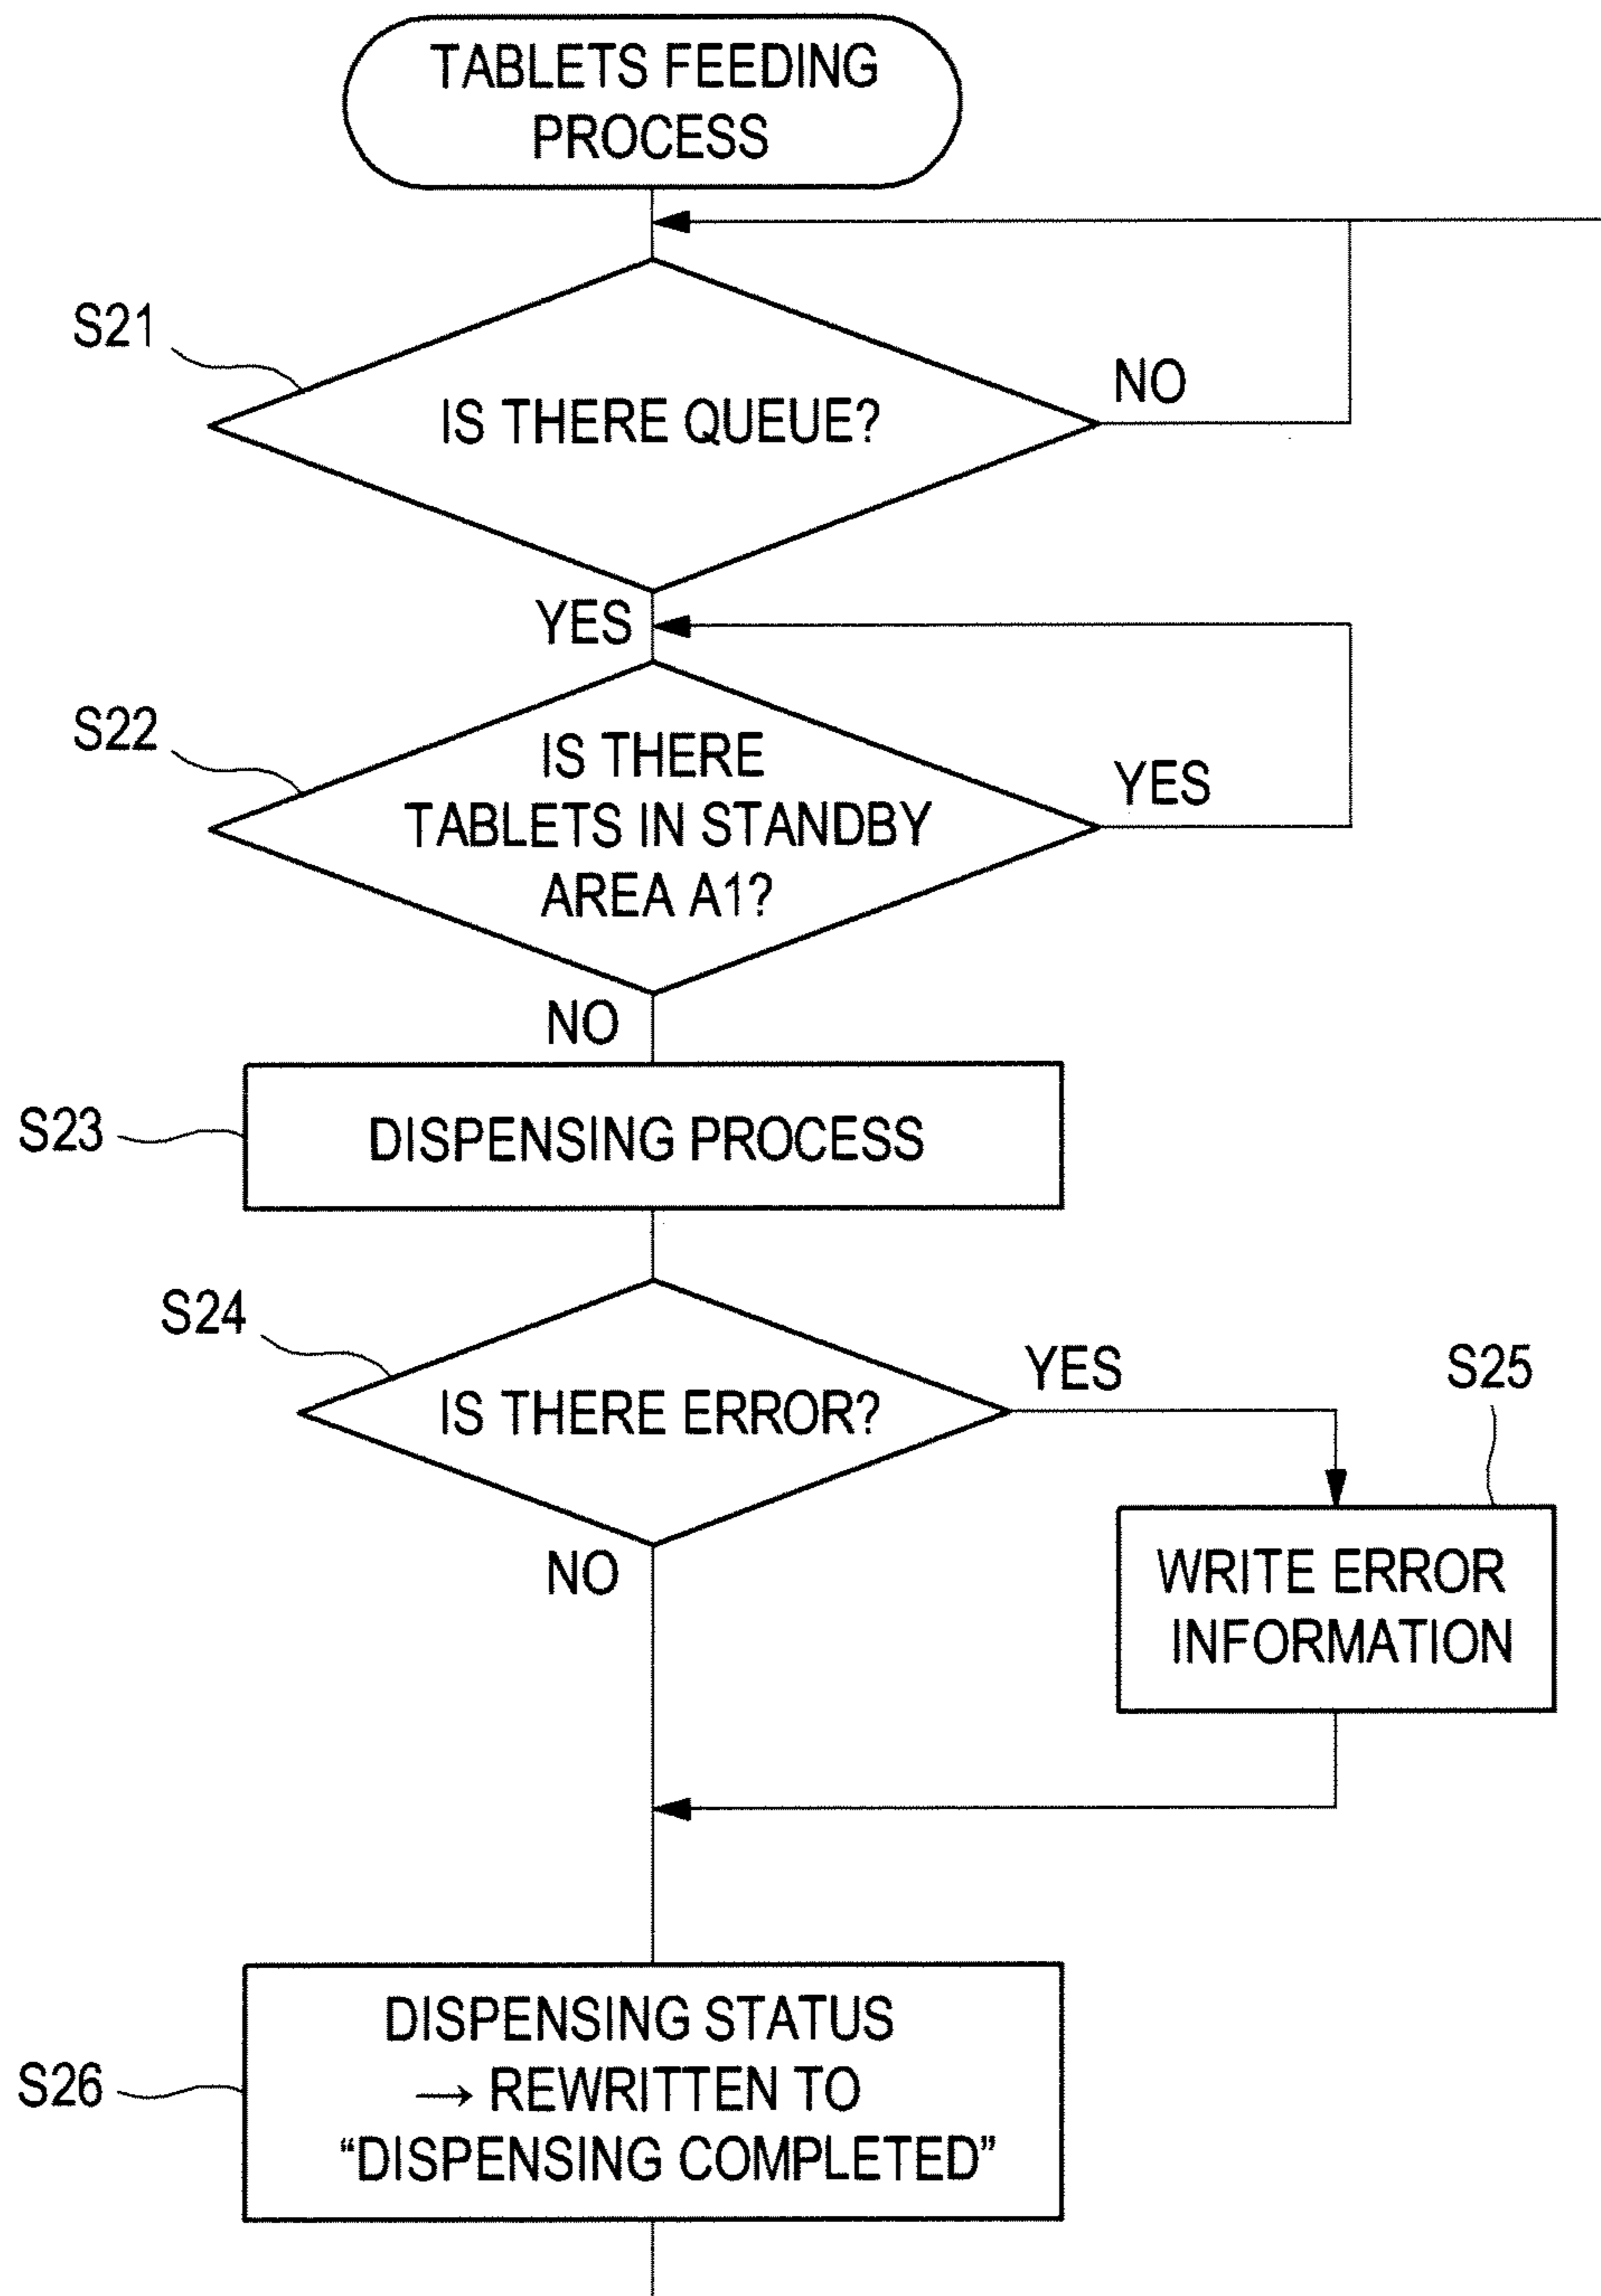 TABLETS FEEDING
PROCESS
S21
IS THERE QUEUE?
NO
YES
S22
IS THERE
TABLETS IN STANDBY
AREA A1?
YES
NO
S23
DISPENSING PROCESS
S24
IS THERE ERROR?
YES
S25
NO
WRITE ERROR
INFORMATION
S26
DISPENSING STATUS
→ REWRITTEN TO
“DISPENSING COMPLETED”